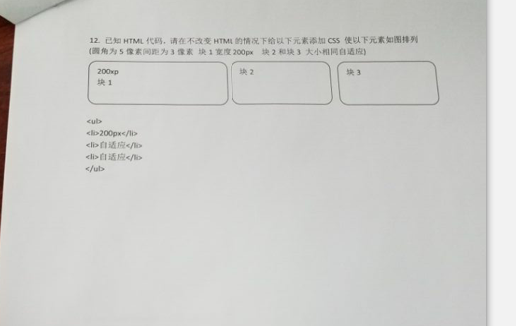 12. 已知 HTML 代码，请在不改变 HTML 的情况下给以下元素添加 CSS 使以下元素如图排列
(圆角为 5 像素间距为 3 像素 块 1 宽度 200px 块 2 和块 3 大小相同自适应)
200xp 块 2 块 3
块 1
<ul>
<li>200px</li>
<li>自适应</li>
<li>自适应</li>
</ul>